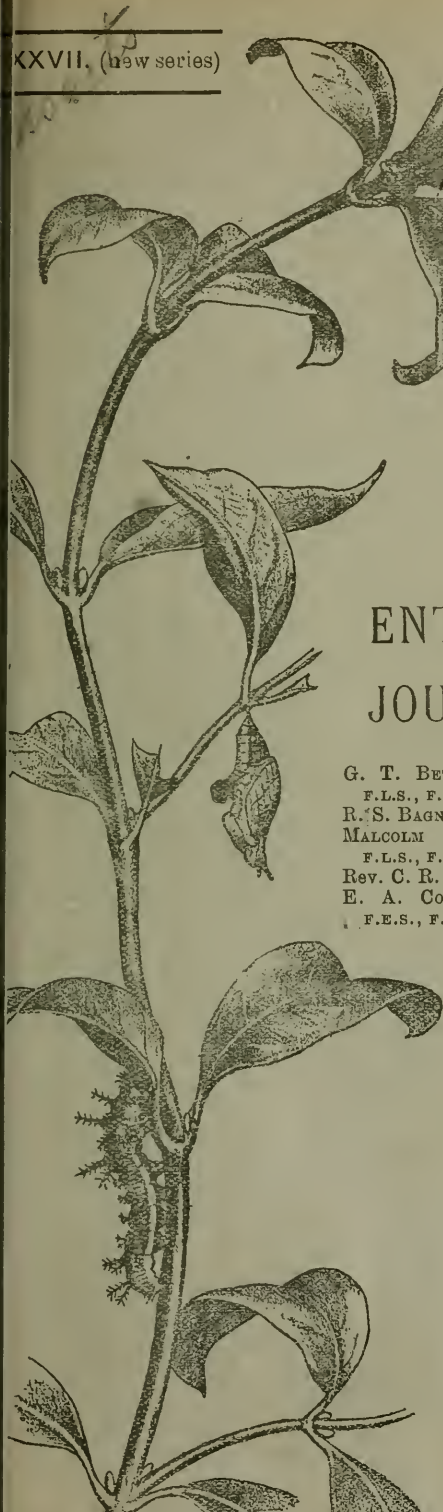 XXVII. (new series)
ENT
JOU
G. T. BE
F.L.S., F.
R. S. BAGN
MALCOLM
F.L.S., F.
Rev. C. R.
E. A. CO
F.E.S., F.